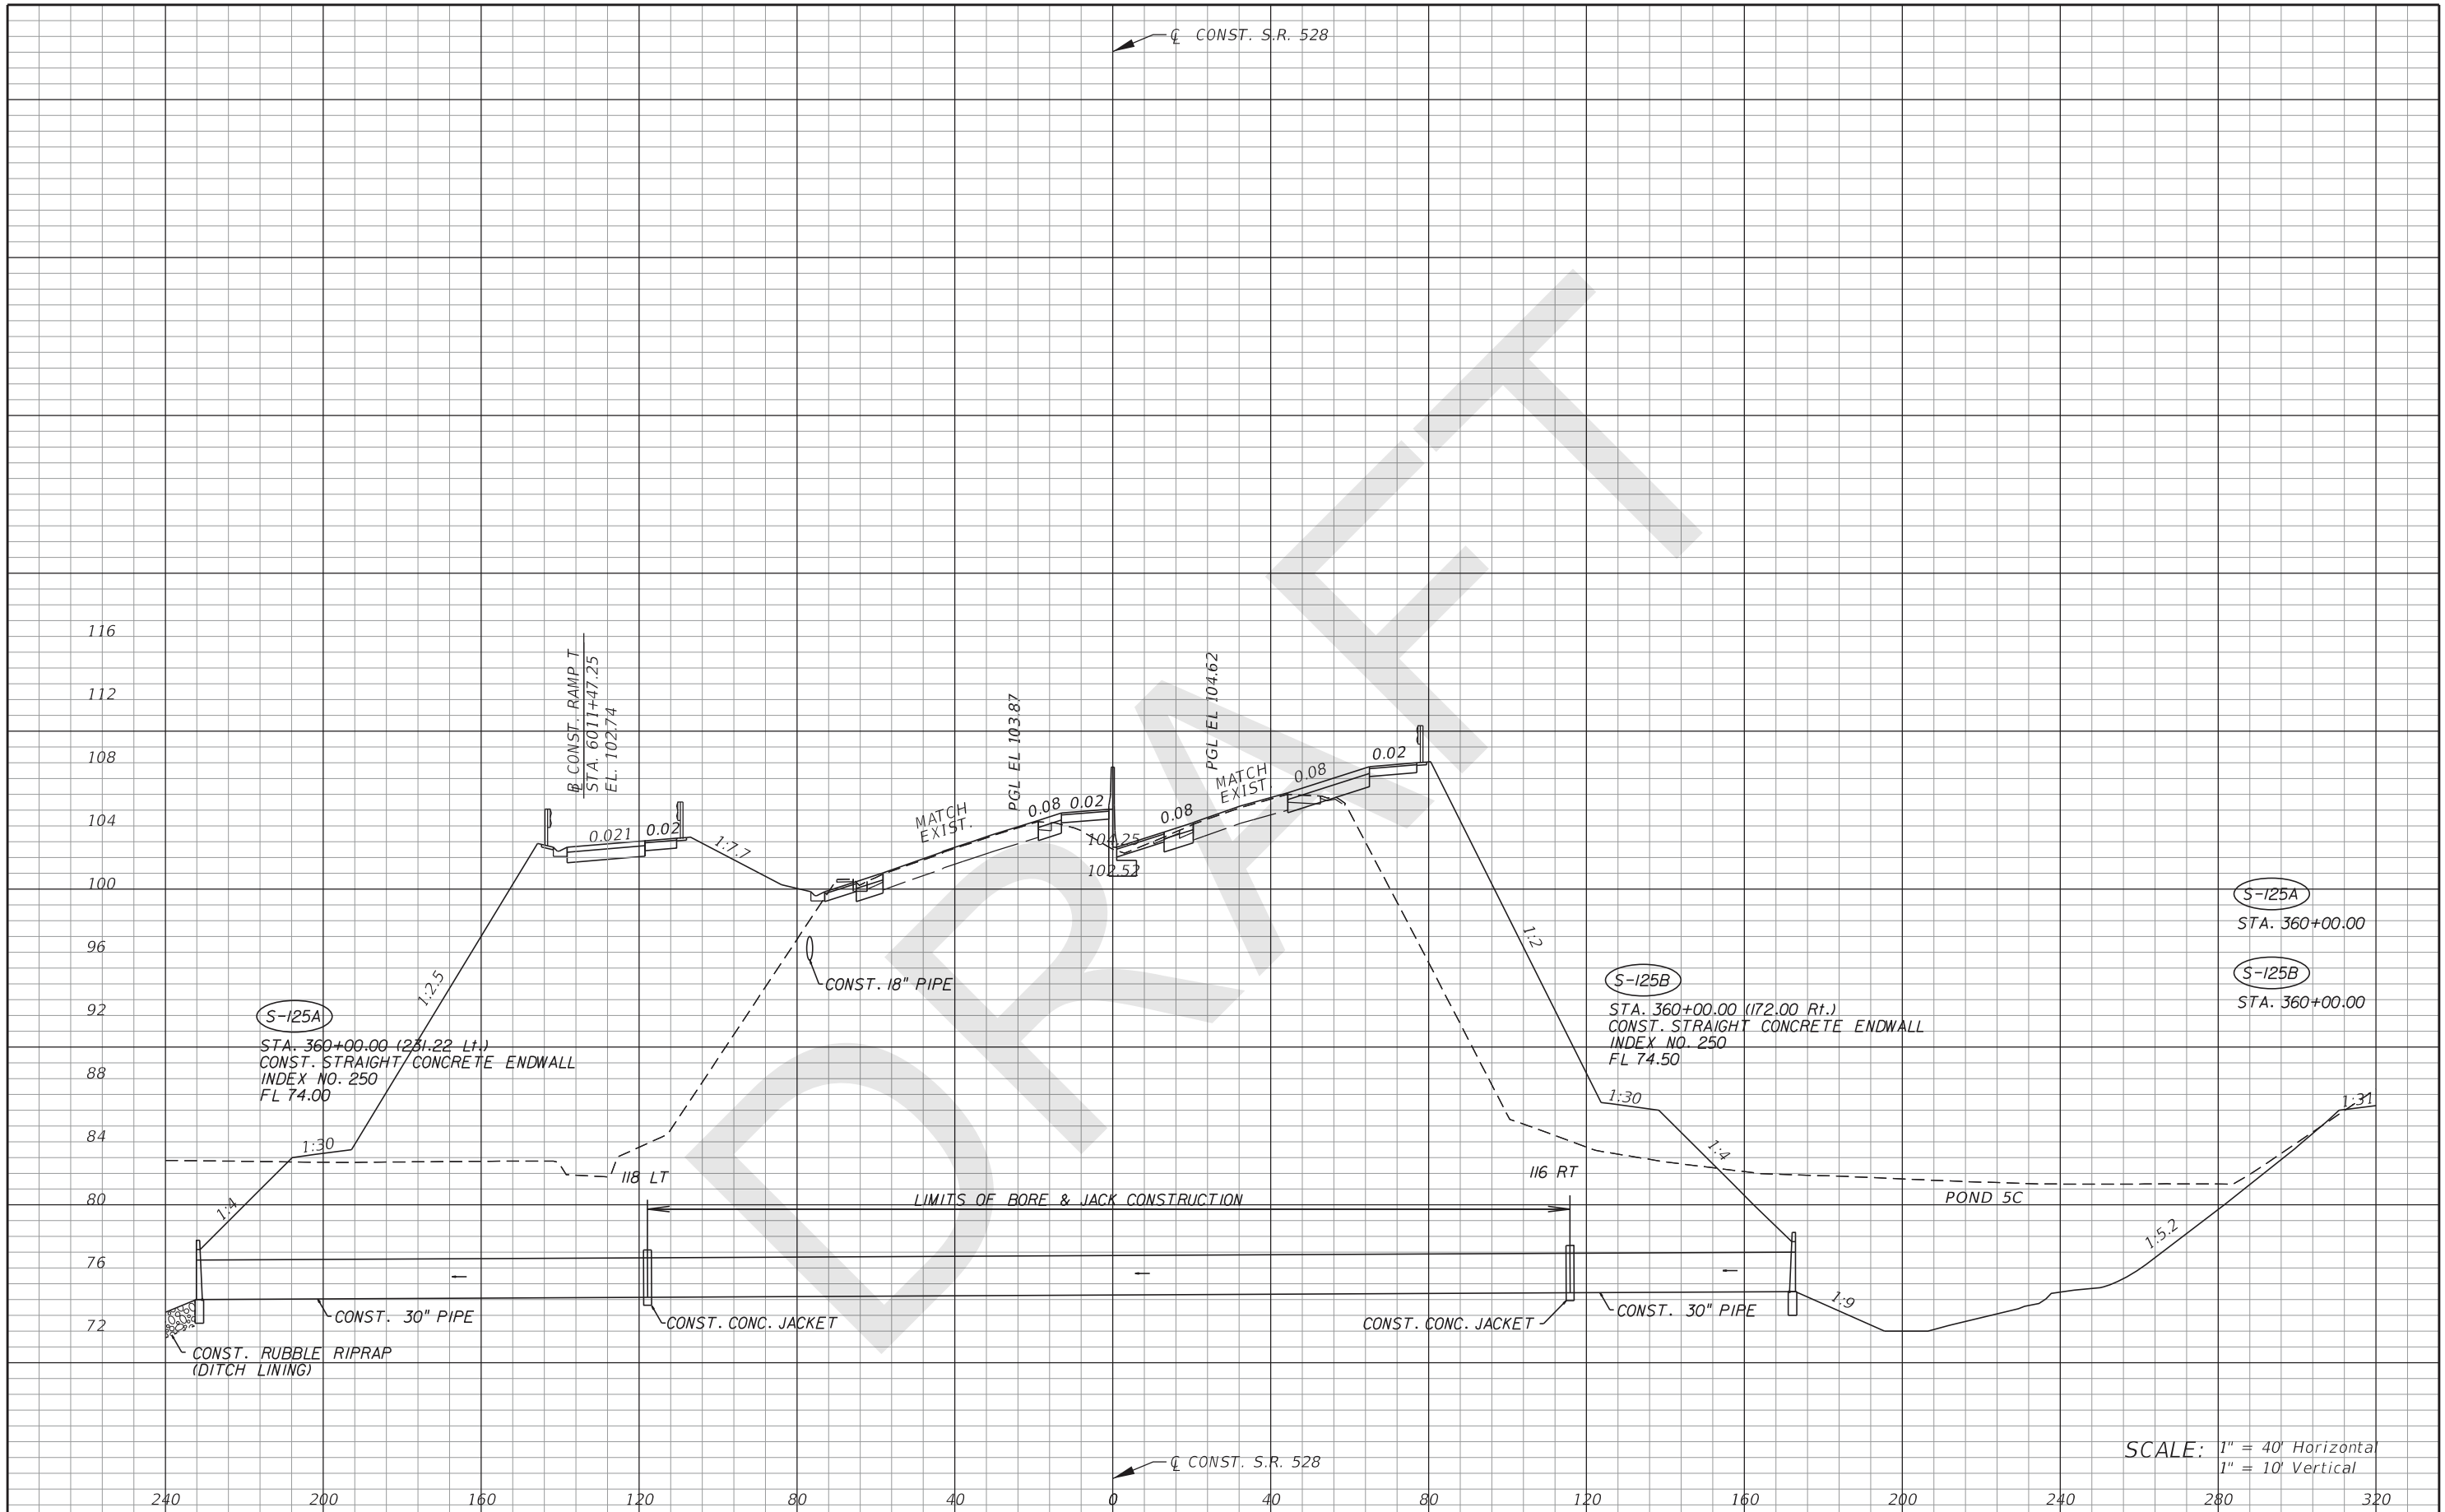 ℄ CONST. S.R. 528
116
112
108
104
100
96
92
88
84
80
76
72
B CONST. RAMP T
STA. 6011+47.25
EL. 102.74
PGL EL 103.87
PGL EL 104.62
0.021
0.02
1:7.7
MATCH
EXIST.
0.08
0.02
104.25
102.52
0.08
MATCH
EXIST.
0.08
0.02
1:2.5
1:2
CONST. 18" PIPE
S-125A
STA. 360+00.00 (231.22 Lt.)
CONST. STRAIGHT CONCRETE ENDWALL
INDEX NO. 250
FL 74.00
S-125B
STA. 360+00.00 (172.00 Rt.)
CONST. STRAIGHT CONCRETE ENDWALL
INDEX NO. 250
FL 74.50
S-125A
STA. 360+00.00
S-125B
STA. 360+00.00
1:30
1:4
118 LT
116 RT
LIMITS OF BORE & JACK CONSTRUCTION
1:30
1:4
POND 5C
1:31
1:5.2
1:9
CONST. 30" PIPE
CONST. CONC. JACKET
CONST. CONC. JACKET
CONST. 30" PIPE
CONST. RUBBLE RIPRAP
(DITCH LINING)
DRAFT
℄ CONST. S.R. 528
SCALE: 1" = 40' Horizontal
1" = 10' Vertical
240 200 160 120 80 40 0 40 80 120 160 200 240 280 320